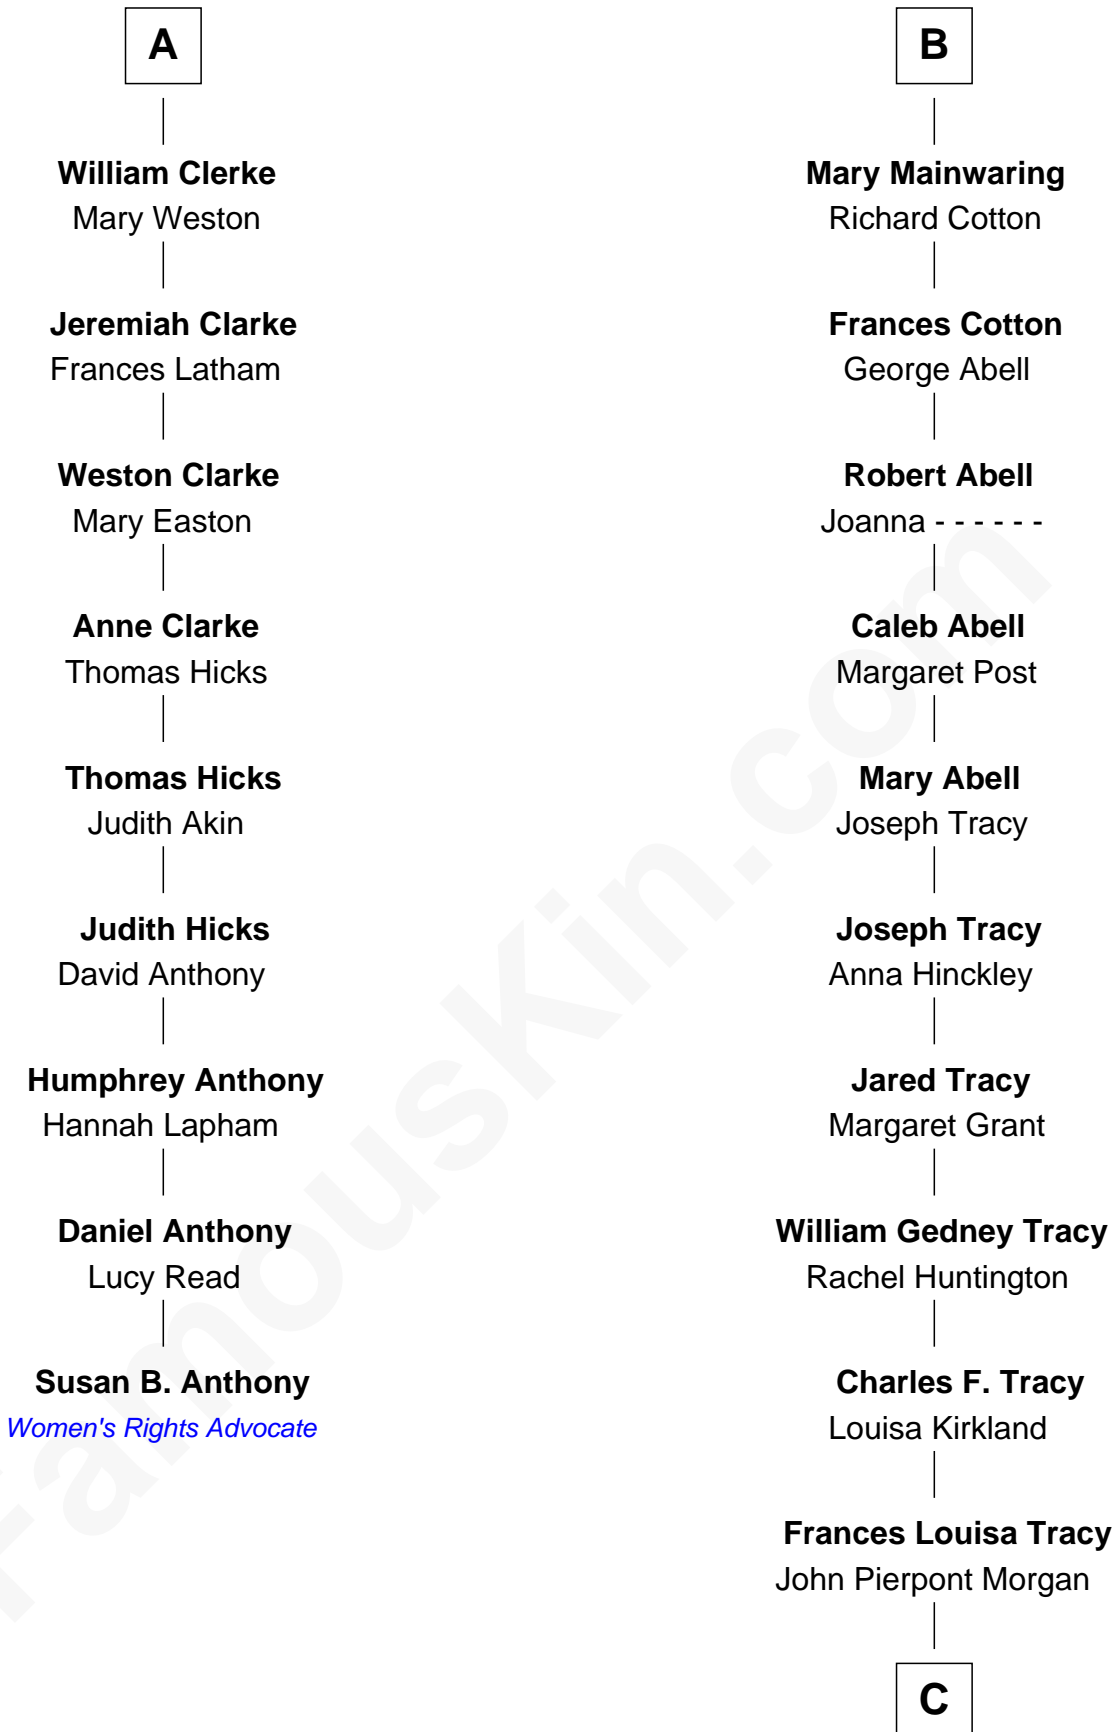 A
William Clerke
Mary Weston
Jeremiah Clarke
Frances Latham
Weston Clarke
Mary Easton
Anne Clarke
Thomas Hicks
Thomas Hicks
Judith Akin
Judith Hicks
David Anthony
Humphrey Anthony
Hannah Lapham
Daniel Anthony
Lucy Read
Susan B. Anthony
Women's Rights Advocate
B
Mary Mainwaring
Richard Cotton
Frances Cotton
George Abell
Robert Abell
Joanna - - - - - -
Caleb Abell
Margaret Post
Mary Abell
Joseph Tracy
Joseph Tracy
Anna Hinckley
Jared Tracy
Margaret Grant
William Gedney Tracy
Rachel Huntington
Charles F. Tracy
Louisa Kirkland
Frances Louisa Tracy
John Pierpont Morgan
C
FamousKin.com